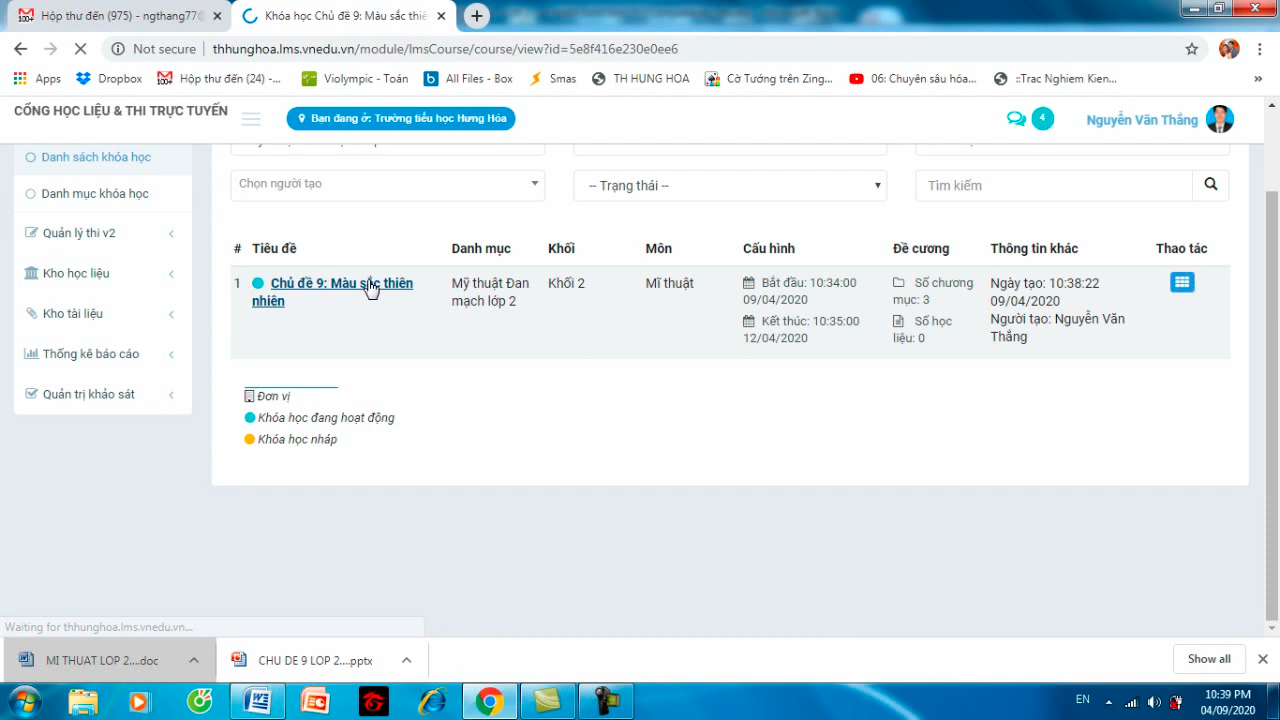 Hộp thư đến (975) - ngthang77@
Khóa học Chủ đề 9: Màu sắc thiê
Not secure | thhunghoa.lms.vnedu.vn/module/lmsCourse/course/view?id=5e8f416e230e0ee6
Apps Dropbox Hộp thư đến (24) -... Violympic - Toán All Files - Box Smas TH HUNG HOA Cờ Tướng trên Zing... 06: Chuyên sâu hóa... ::Trac Nghiem Kien... »
CỔNG HỌC LIỆU & THI TRỰC TUYẾN
Bạn đang ở: Trường tiểu học Hưng Hóa
4
Nguyễn Văn Thắng
Danh sách khóa học
Danh mục khóa học
Quản lý thi v2
Kho học liệu
Kho tài liệu
Thống kê báo cáo
Quản trị khảo sát
Chọn người tạo
-- Trạng thái --
Tìm kiếm
# Tiêu đề Danh mục Khối Môn Cấu hình Đề cương Thông tin khác Thao tác
1 Chủ đề 9: Màu sắc thiên
nhiên
Mỹ thuật Đan
mạch lớp 2
Khối 2
Mĩ thuật
Bắt đầu: 10:34:00
09/04/2020
Kết thúc: 10:35:00
12/04/2020
Số chương
mục: 3
Số học
liệu: 0
Ngày tạo: 10:38:22
09/04/2020
Người tạo: Nguyễn Văn
Thắng
Đơn vị
Khóa học đang hoạt động
Khóa học nháp
Waiting for thhunghoa.lms.vnedu.vn...
MI THUAT LOP 2....doc
CHU DE 9 LOP 2....pptx
Show all
EN
10:39 PM
04/09/2020